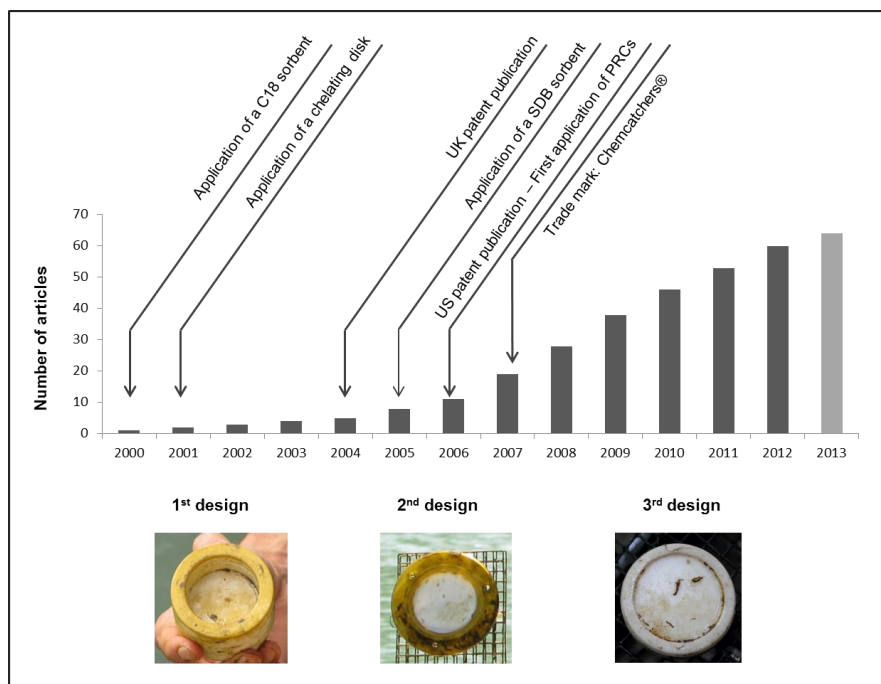 Application of a C18 sorbent
Application of a chelating disk
UK patent publication
Application of a SDB sorbent
US patent publication – First application of PRCs
Trade mark: Chemcatchers®
Number of articles
70
60
50
40
30
20
10
0
2000 2001 2002 2003 2004 2005 2006 2007 2008 2009 2010 2011 2012 2013
1st design 2nd design 3rd design